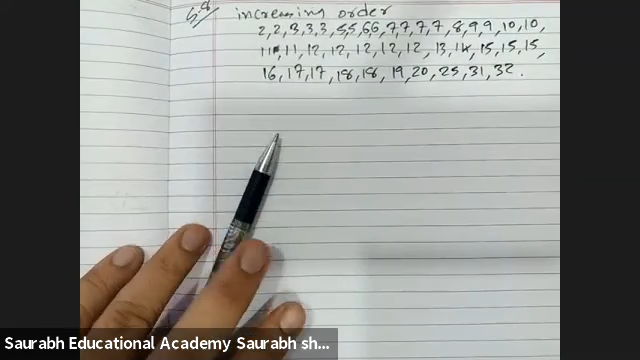 increasing order
2,2,3,3,3,5,5,6,6,7,7,7,7,8,9,9,10,10,
11,11,12,12,12,12,12,13,14,15,15,15,
16,17,17,18,18,19,20,25,31,32.
Saurabh Educational Academy Saurabh sh...